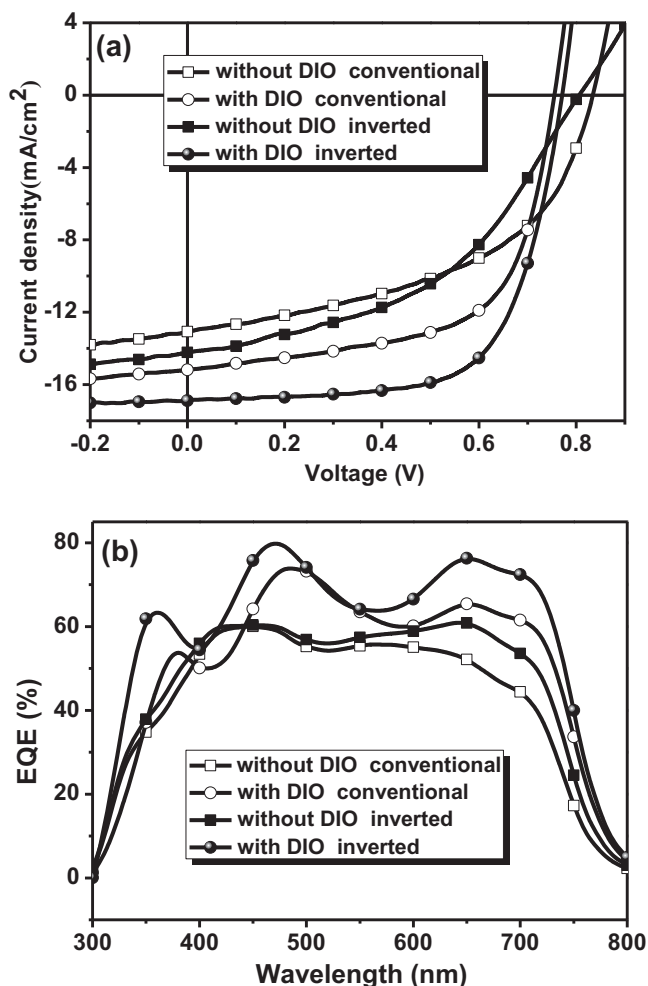 (a)
without DIO conventional
with DIO conventional
without DIO inverted
with DIO inverted
4
0
-4
-8
-12
-16
Current density(mA/cm²)
-0.2 0.0 0.2 0.4 0.6 0.8
Voltage (V)
(b)
80
60
40
20
0
EQE (%)
without DIO conventional
with DIO conventional
without DIO inverted
with DIO inverted
300 400 500 600 700 800
Wavelength (nm)